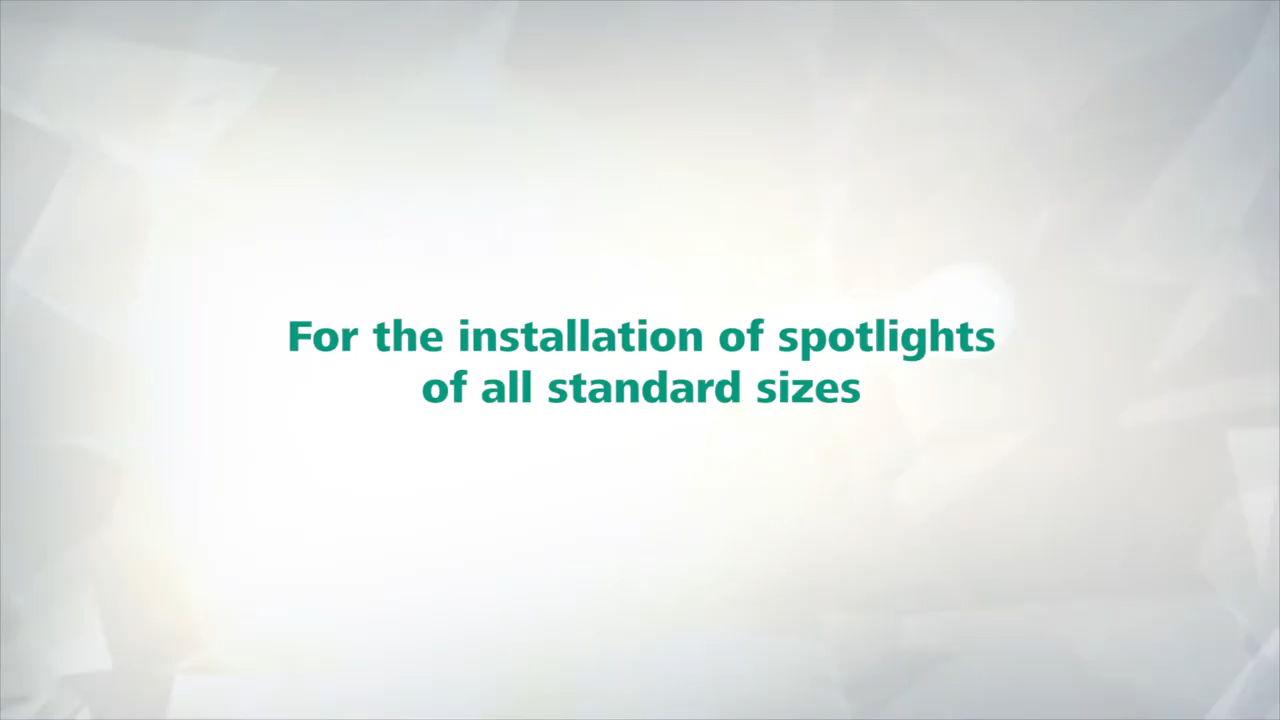 For the installation of spotlights
of all standard sizes